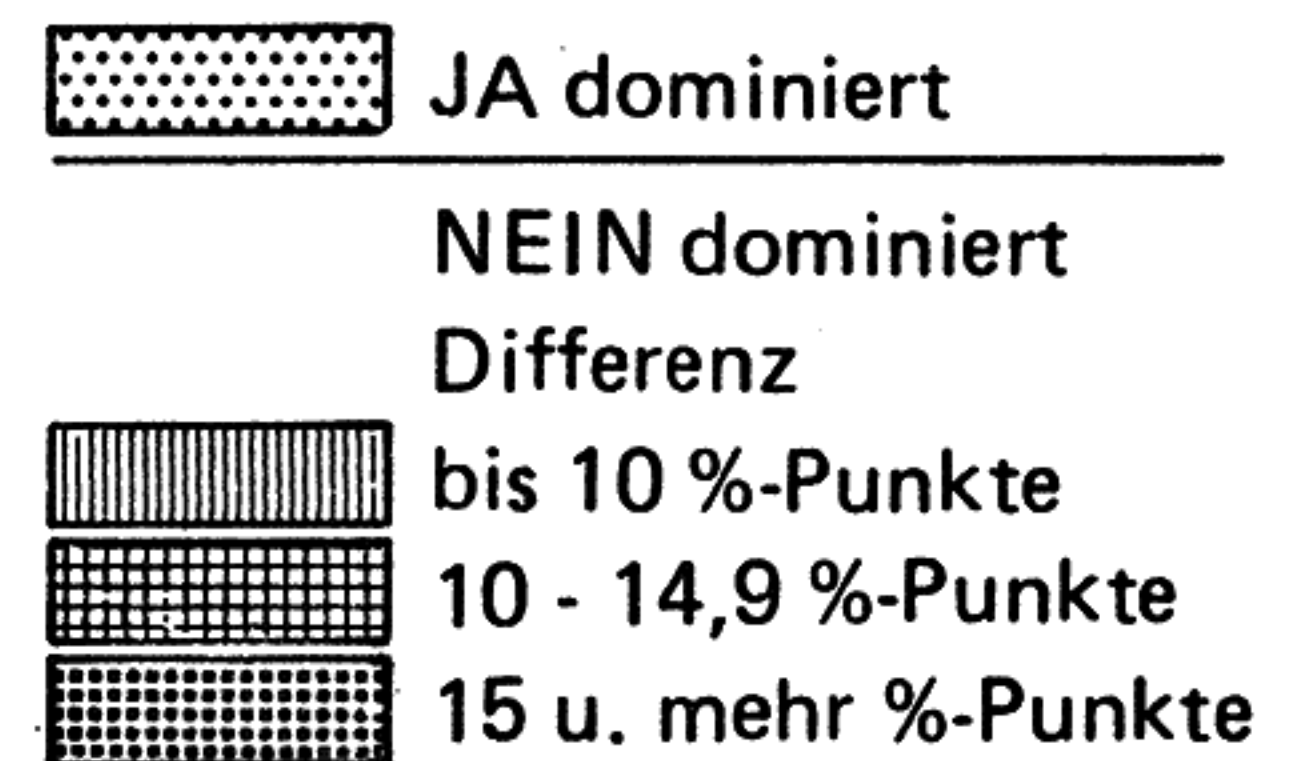 JA dominiert
NEIN dominiert
Differenz
bis 10 %-Punkte
10 - 14,9 %-Punkte
15 u. mehr %-Punkte